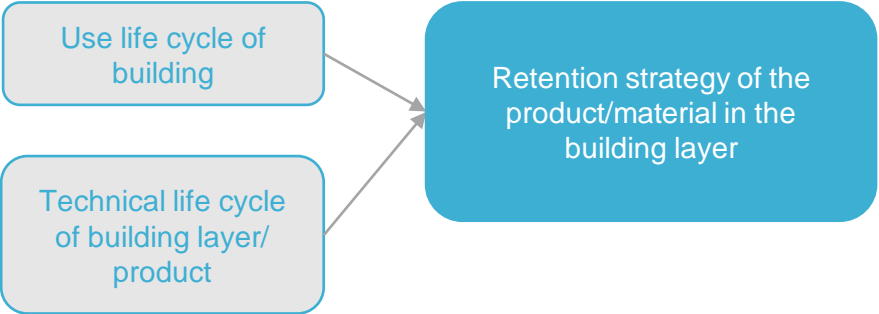 Use life cycle of
building
Technical life cycle
of building layer/
product
Retention strategy of the
product/material in the
building layer